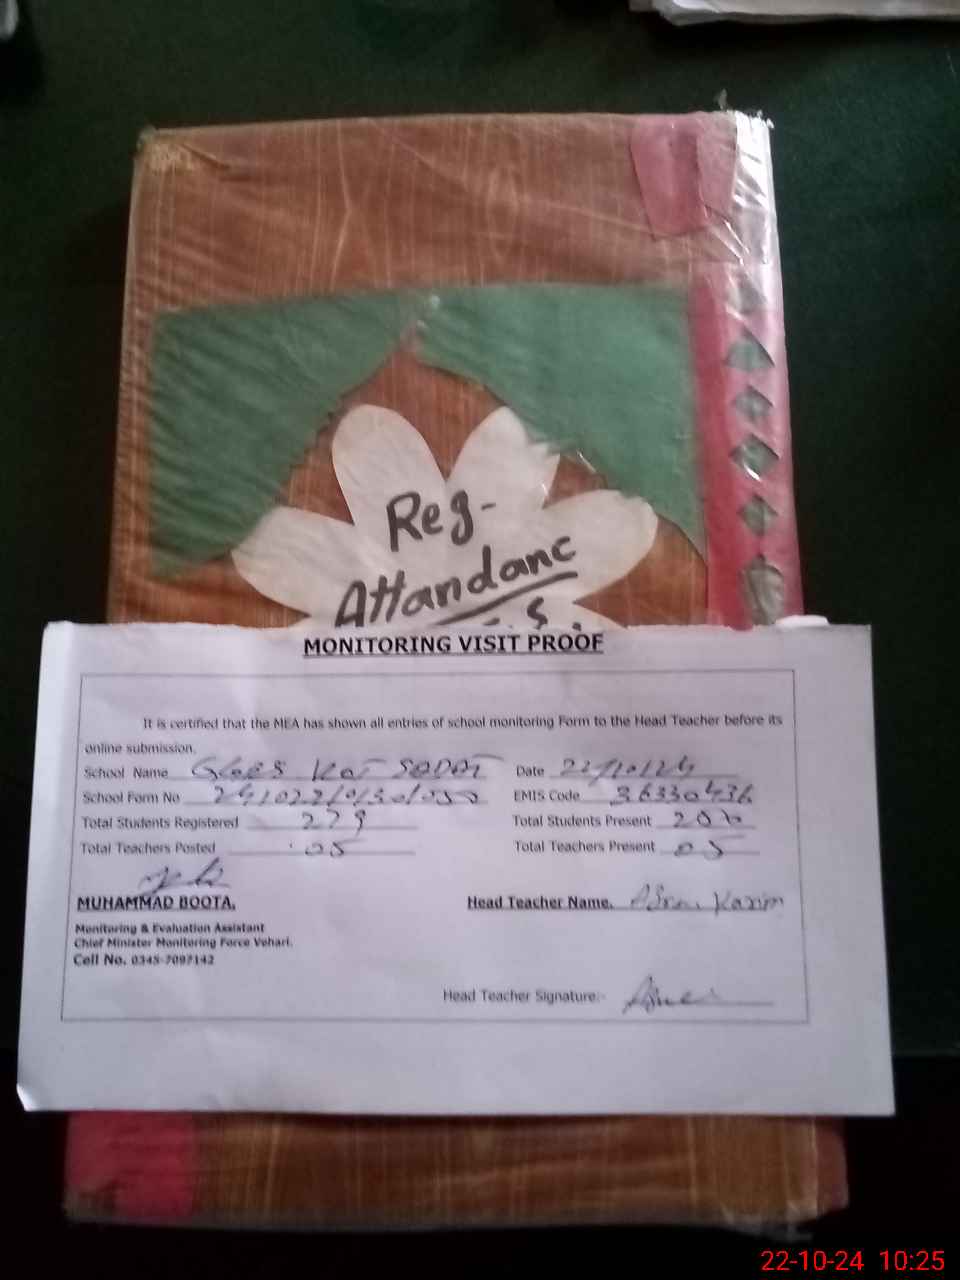 Reg-
Attandanc
S.
MONITORING VISIT PROOF
It is certified that the MEA has shown all entries of school monitoring Form to the Head Teacher before its
online submission.
School Name KOT SADAT Date 22/10/24
School Form No EMIS Code 36330436
Total Students Registered 279 Total Students Present
Total Teachers Posted 05 Total Teachers Present 05
MUHAMMAD BOOTA, Head Teacher Name. Karim
Monitoring & Evaluation Assistant
Chief Minister Monitoring Force Vehari.
Cell No. 0345-7097142
Head Teacher Signature:-
22-10-24 10:25